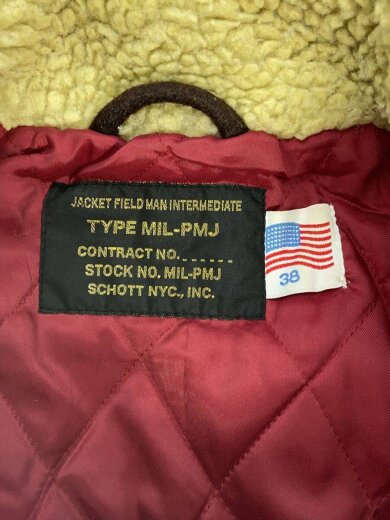 JACKET FIELD MAN INTERMEDIATE
TYPE MIL-PMJ
CONTRACT NO. ......
STOCK NO. MIL-PMJ
SCHOTT NYC., INC.
38